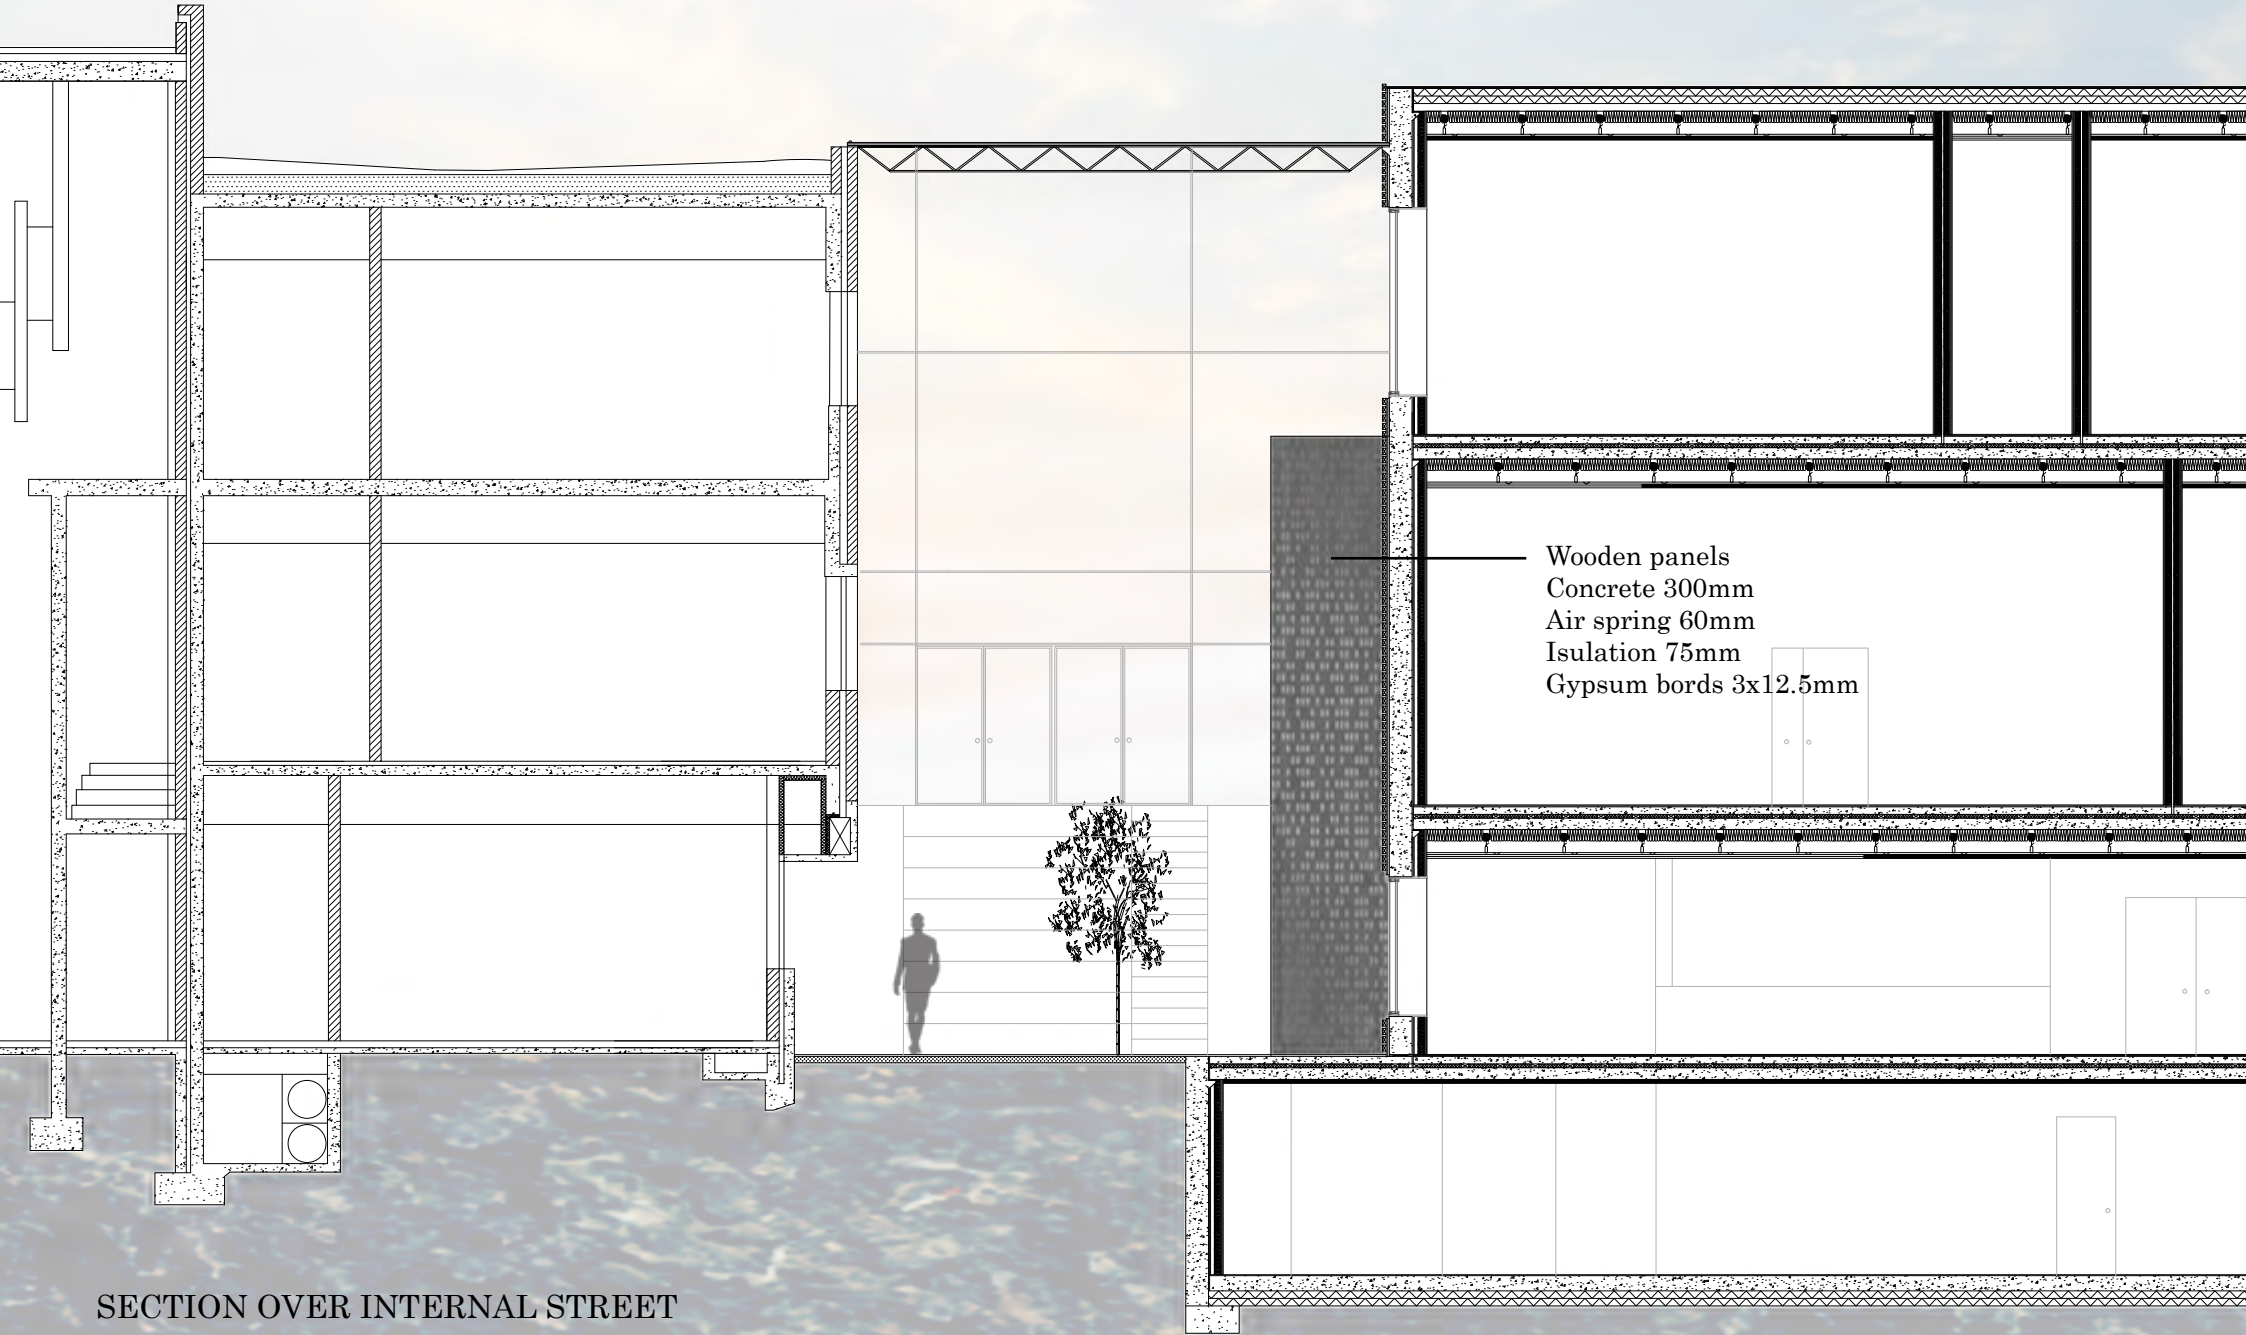 Wooden panels
Concrete 300mm
Air spring 60mm
Isulation 75mm
Gypsum bords 3x12.5mm
SECTION OVER INTERNAL STREET